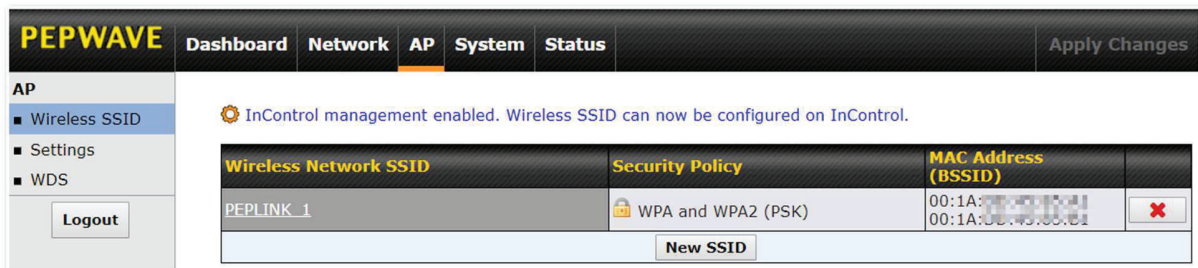 PEPWAVE
Dashboard Network AP System Status Apply Changes
AP
Wireless SSID
Settings
WDS
Logout
InControl management enabled. Wireless SSID can now be configured on InControl.
Wireless Network SSID Security Policy MAC Address
(BSSID)
PEPLINK_1 WPA and WPA2 (PSK) 00:1A:
00:1A:
New SSID